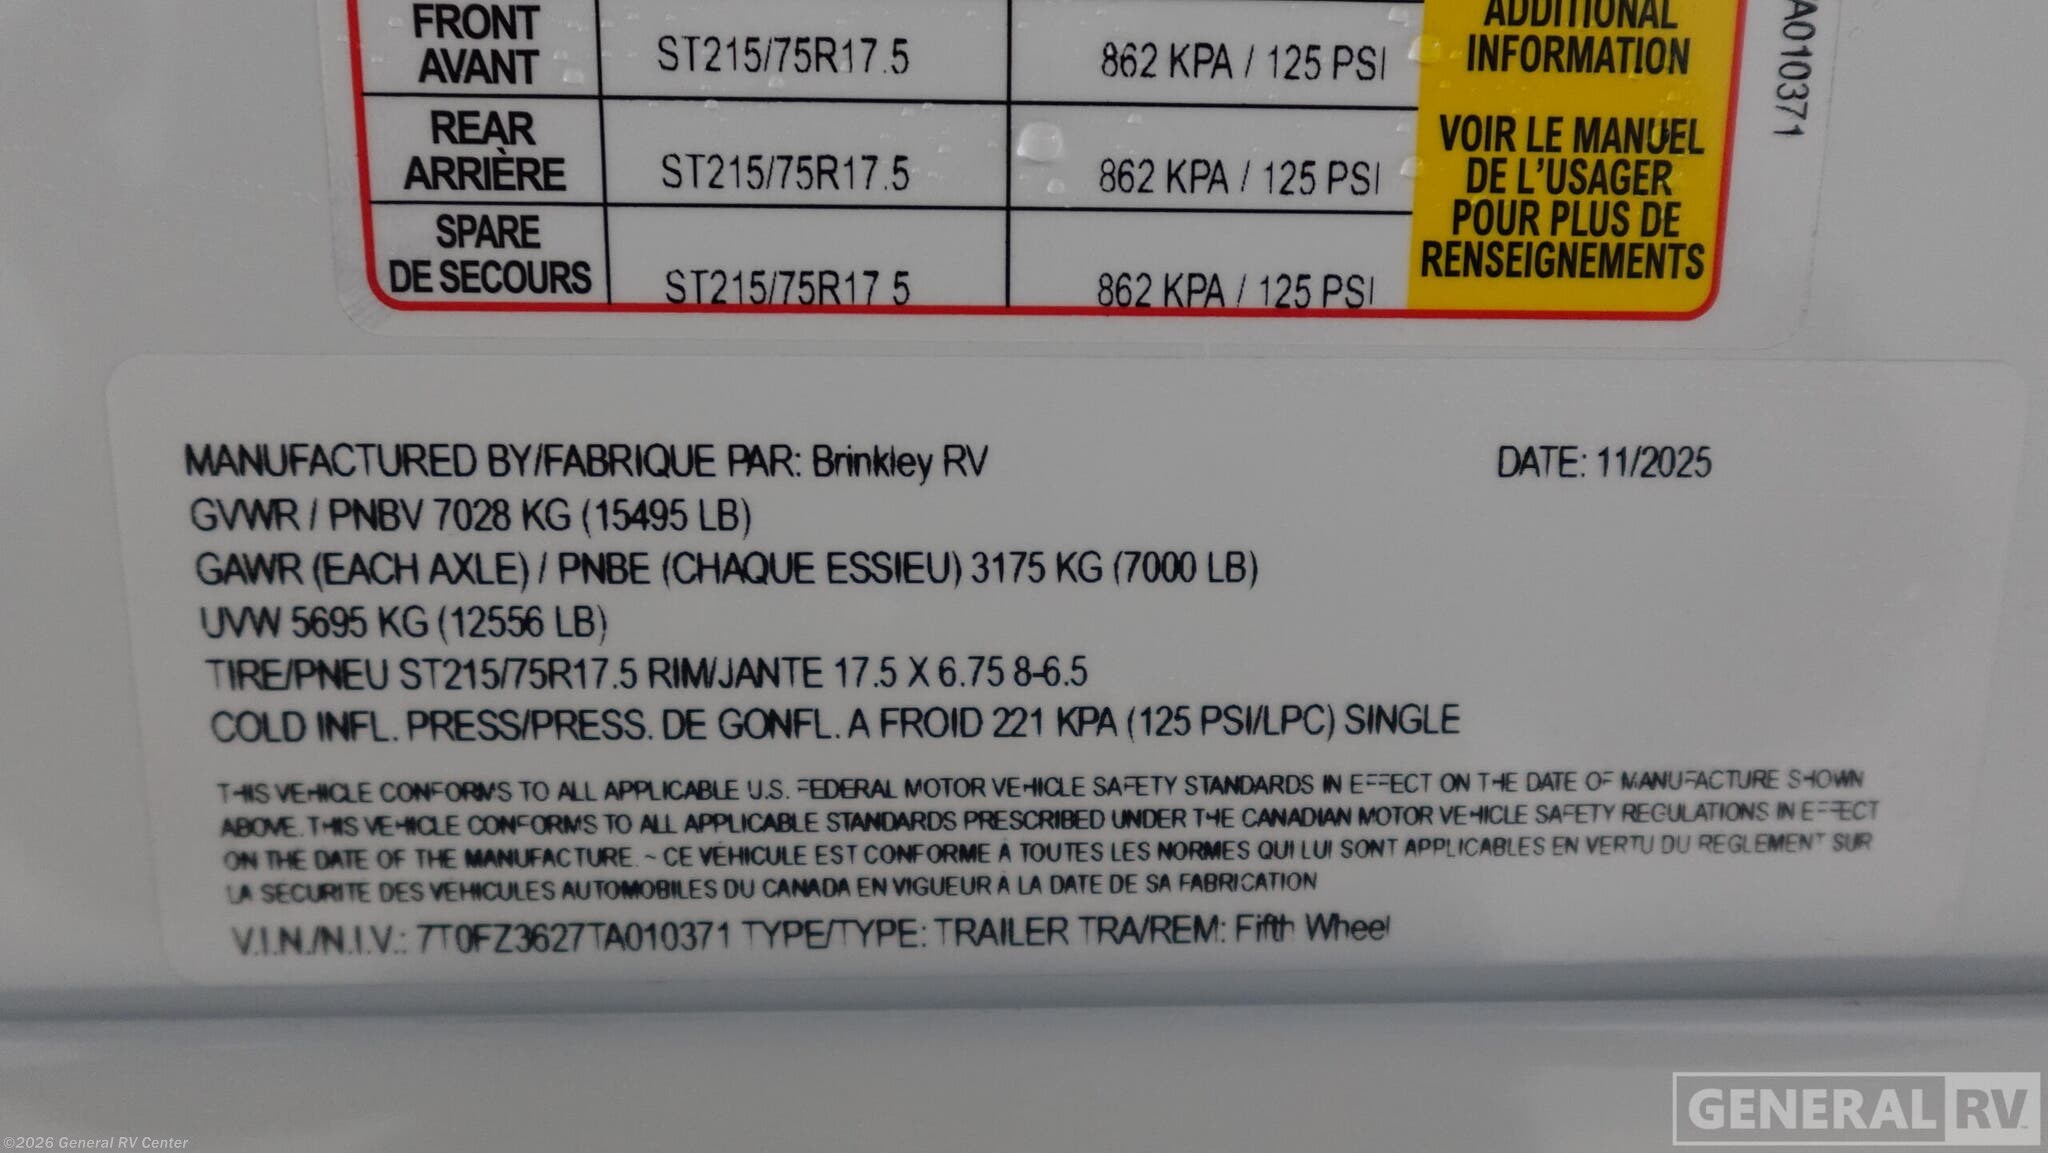 FRONT
AVANT
ST215/75R17.5
862 KPA / 125 PSI
REAR
ARRIÈRE
ST215/75R17.5
862 KPA / 125 PSI
SPARE
DE SECOURS
ST215/75R17.5
862 KPA / 125 PSI
ADDITIONAL
INFORMATION
VOIR LE MANUEL
DE L'USAGER
POUR PLUS DE
RENSEIGNEMENTS
A010371
MANUFACTURED BY/FABRIQUE PAR: Brinkley RV DATE: 11/2025
GVWR / PNBV 7028 KG (15495 LB)
GAWR (EACH AXLE) / PNBE (CHAQUE ESSIEU) 3175 KG (7000 LB)
UVW 5695 KG (12556 LB)
TIRE/PNEU ST215/75R17.5 RIM/JANTE 17.5 X 6.75 8-6.5
COLD INFL. PRESS/PRESS. DE GONFL. A FROID 221 KPA (125 PSI/LPC) SINGLE
THIS VEHICLE CONFORMS TO ALL APPLICABLE U.S. FEDERAL MOTOR VEHICLE SAFETY STANDARDS IN EFFECT ON THE DATE OF MANUFACTURE SHOWN
ABOVE. THIS VEHICLE CONFORMS TO ALL APPLICABLE STANDARDS PRESCRIBED UNDER THE CANADIAN MOTOR VEHICLE SAFETY REGULATIONS IN EFFECT
ON THE DATE OF THE MANUFACTURE. ~ CE VÉHICULE EST CONFORME À TOUTES LES NORMES QUI LUI SONT APPLICABLES EN VERTU DU RÈGLEMENT SUR
LA SÉCURITÉ DES VÉHICULES AUTOMOBILES DU CANADA EN VIGUEUR À LA DATE DE SA FABRICATION
V.I.N./N.I.V.: 7T0FZ3627TA010371 TYPE/TYPE: TRAILER TRA/REM: Fifth Wheel
GENERAL RV
©2026 General RV Center